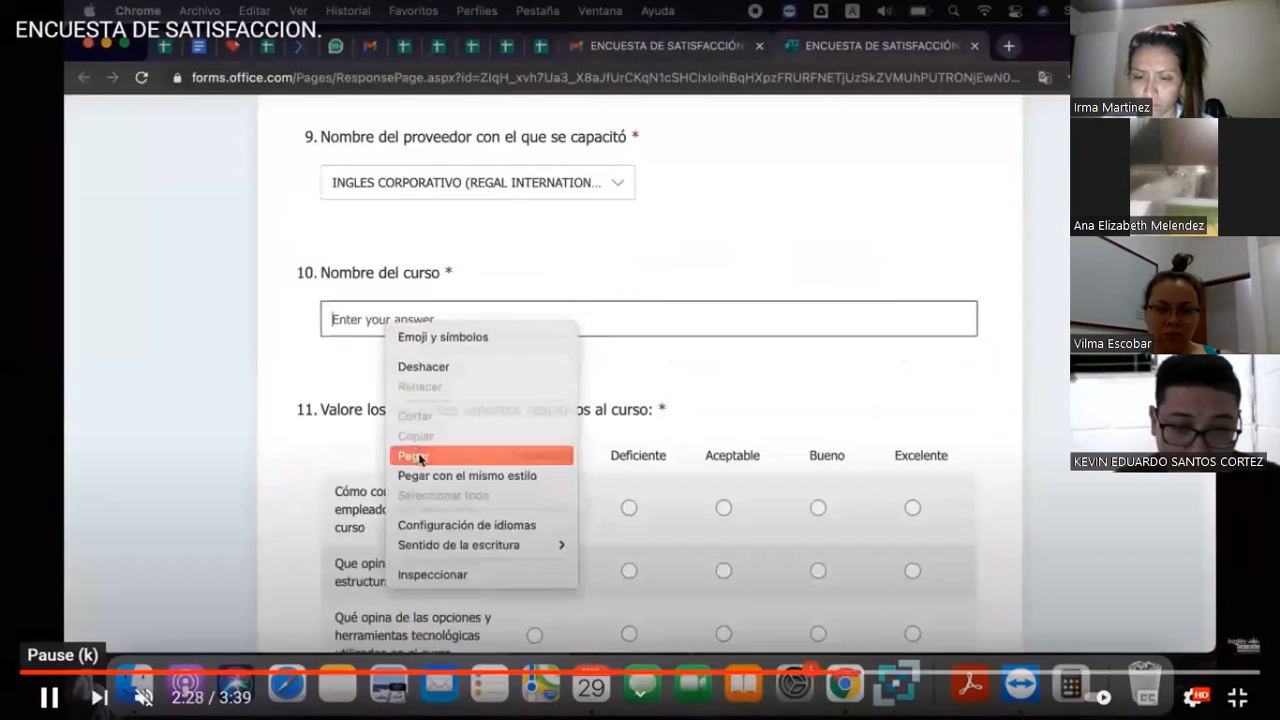 Chrome Archivo Editar Ver Historial Favoritos Perfiles Pestaña Ventana Ayuda
ENCUESTA DE SATISFACCION.
ENCUESTA DE SATISFACCIÓN
ENCUESTA DE SATISFACCIÓN
forms.office.com/Pages/ResponsePage.aspx?id=ZIqH_xvh7Ua3_X8aJfUrCKqN1cSHClxIoihBqHXpzFRURFNETjUzSkZVMUhPUTRONjEwN0...
9. Nombre del proveedor con el que se capacitó *
INGLES CORPORATIVO (REGAL INTERNATION...
10. Nombre del curso *
Enter your answer
Emoji y símbolos
Deshacer
Rehacer
Cortar
Copiar
Pegar
Pegar con el mismo estilo
Seleccionar todo
Configuración de idiomas
Sentido de la escritura
Inspeccionar
11. Valore los os al curso: *
Deficiente Aceptable Bueno Excelente
Cómo co
empleado
curso
Que opin
estructur
Qué opina de las opciones y
herramientas tecnológicas
Irma Martinez
Ana Elizabeth Melendez
Vilma Escobar
KEVIN EDUARDO SANTOS CORTEZ
Pause (k)
29
2:28 / 3:39
HD